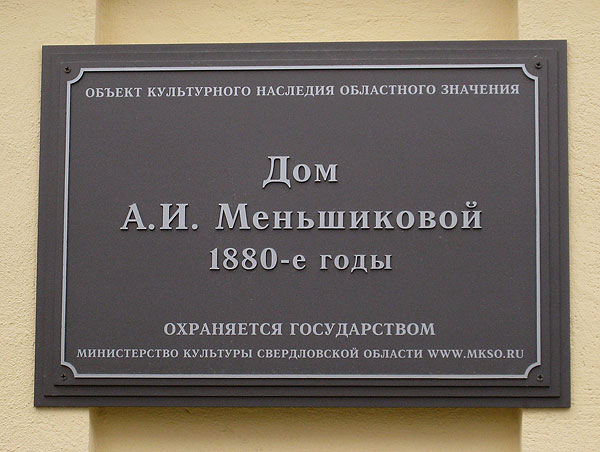 ОБЪЕКТ КУЛЬТУРНОГО НАСЛЕДИЯ ОБЛАСТНОГО ЗНАЧЕНИЯ
Дом
А.И. Меньшиковой
1880-е годы
ОХРАНЯЕТСЯ ГОСУДАРСТВОМ
МИНИСТЕРСТВО КУЛЬТУРЫ СВЕРДЛОВСКОЙ ОБЛАСТИ WWW.MKSO.RU